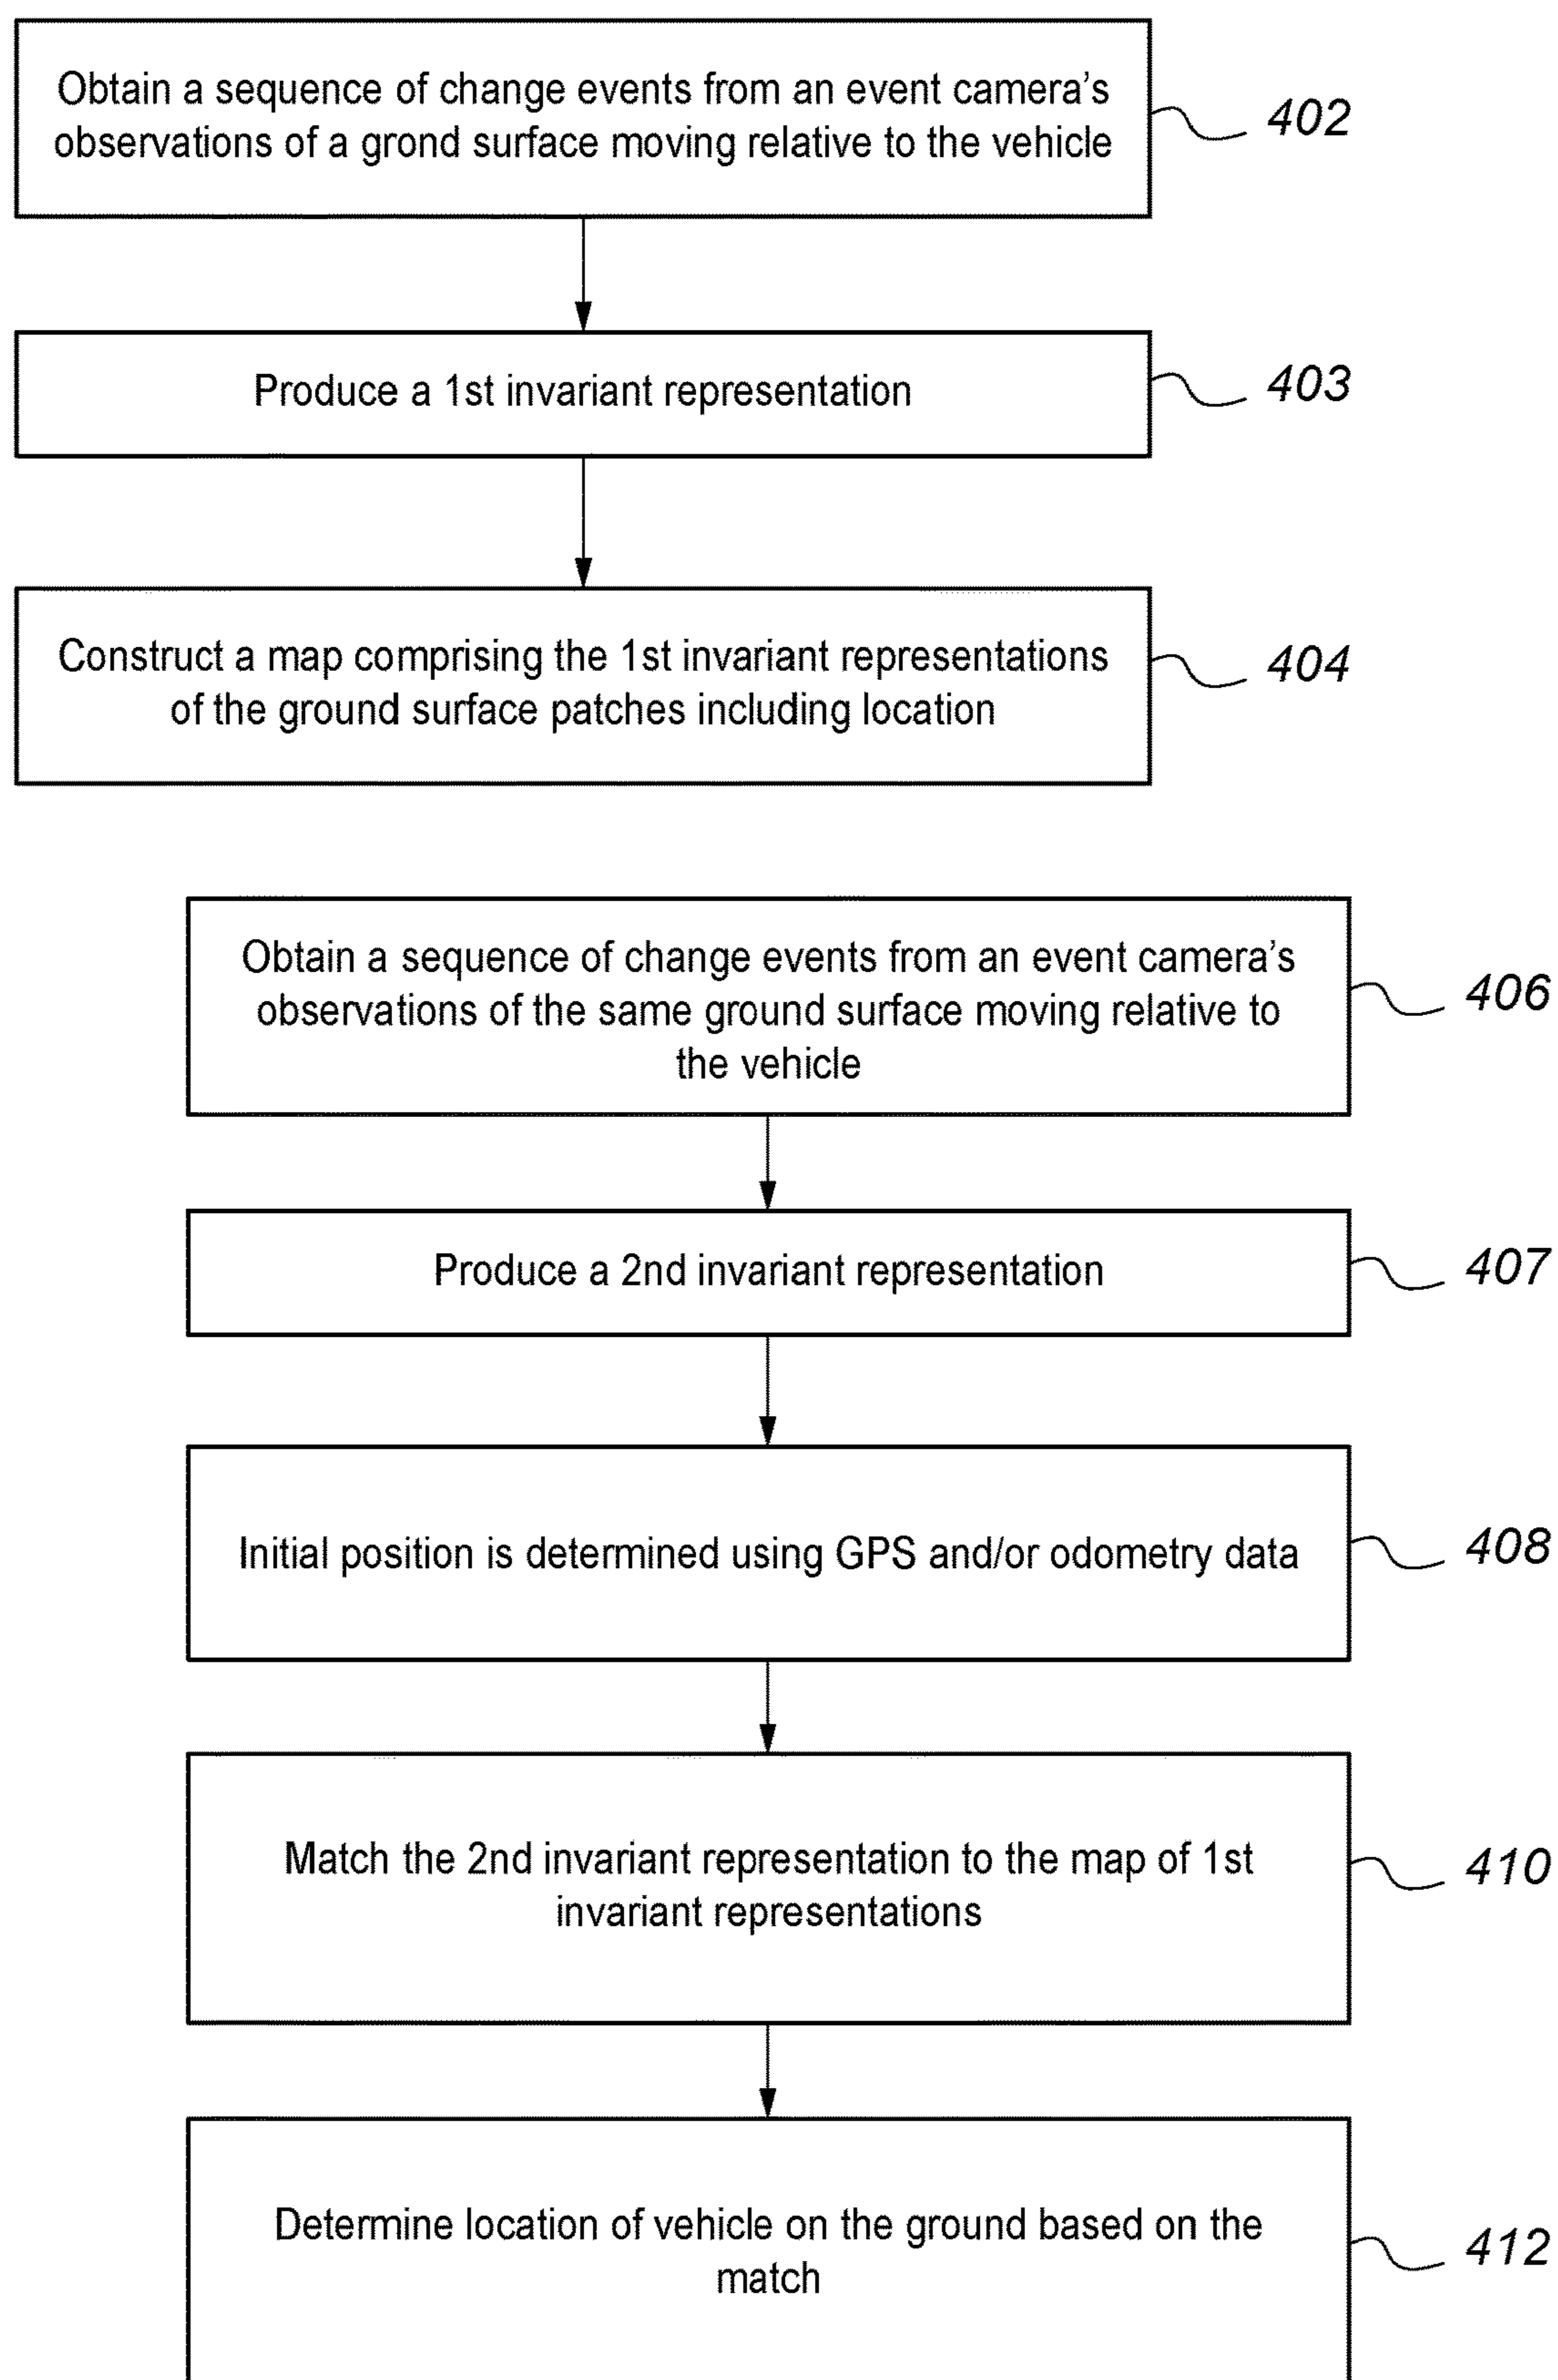 Obtain a sequence of change events from an event camera's
observations of a grond surface moving relative to the vehicle
402
Produce a 1st invariant representation
403
Construct a map comprising the 1st invariant representations
of the ground surface patches including location
404
Obtain a sequence of change events from an event camera's
observations of the same ground surface moving relative to
the vehicle
406
Produce a 2nd invariant representation
407
Initial position is determined using GPS and/or odometry data
408
Match the 2nd invariant representation to the map of 1st
invariant representations
410
Determine location of vehicle on the ground based on the
match
412